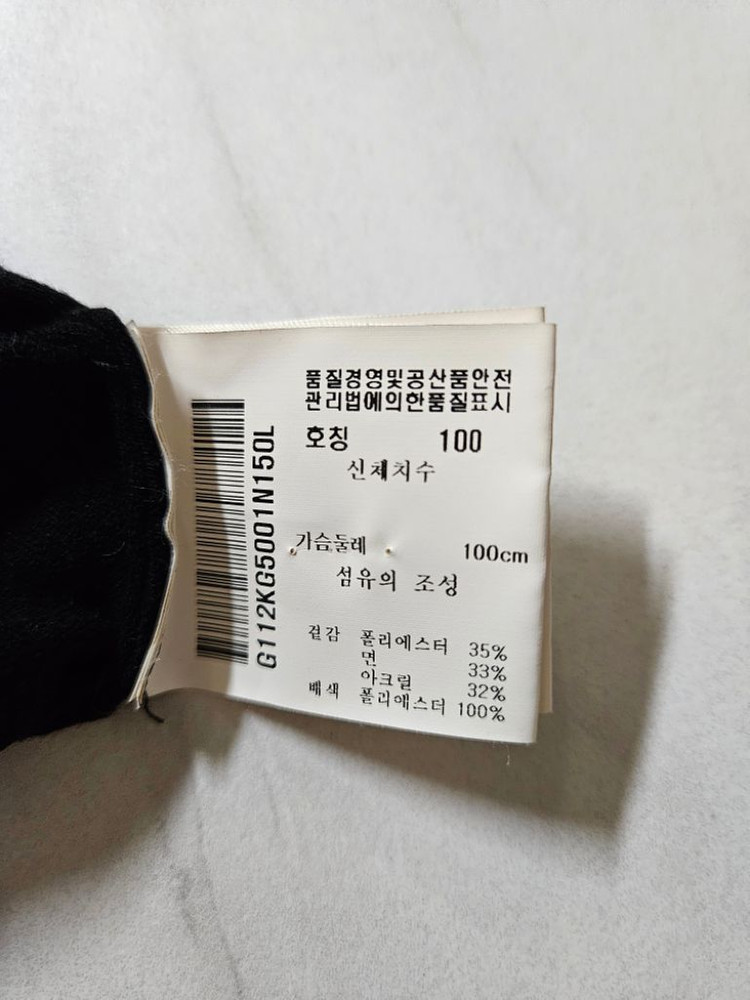 품질경영및공산품안전
관리법에의한품질표시
호칭 100
신체치수
가슴둘레 100cm
섬유의 조성
겉감 폴리에스터 35%
면 33%
아크릴 32%
배색 폴리에스터 100%
G112KG5001N150L